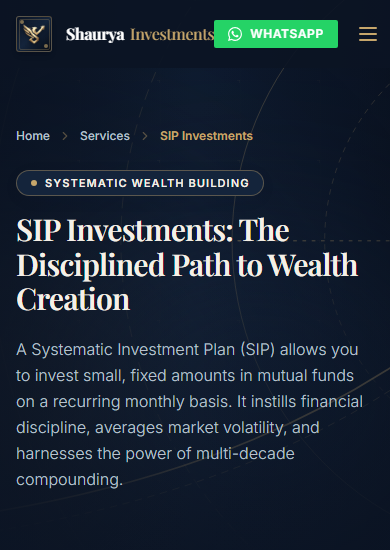 Shaurya Investments WHATSAPP
Home > Services > SIP Investments
SYSTEMATIC WEALTH BUILDING
SIP Investments: The
Disciplined Path to Wealth
Creation
A Systematic Investment Plan (SIP) allows you
to invest small, fixed amounts in mutual funds
on a recurring monthly basis. It instills financial
discipline, averages market volatility, and
harnesses the power of multi-decade
compounding.